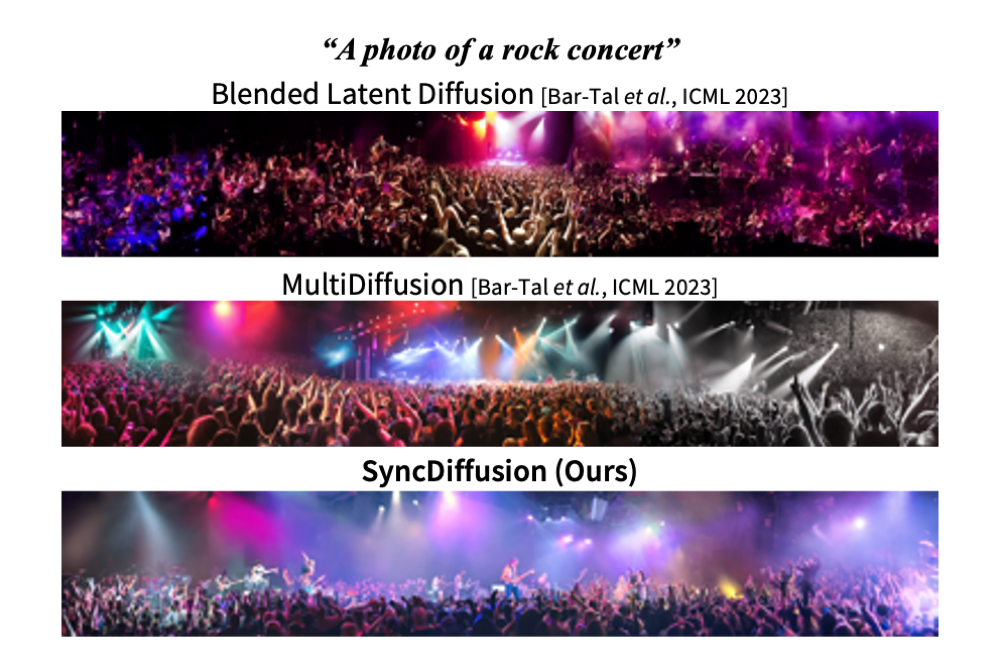 “A photo of a rock concert”
Blended Latent Diffusion [Bar-Tal et al., ICML 2023]
MultiDiffusion [Bar-Tal et al., ICML 2023]
SyncDiffusion (Ours)